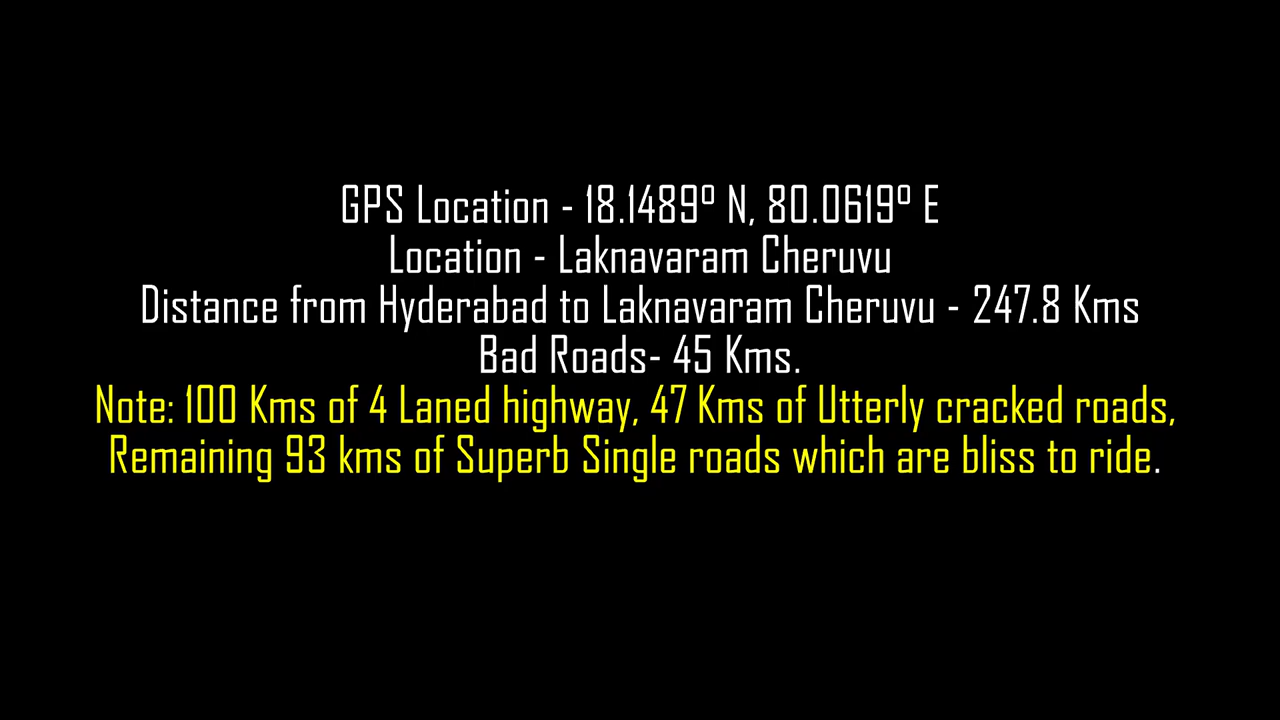 GPS Location - 18.1489º N, 80.0619º E
Location - Laknavaram Cheruvu
Distance from Hyderabad to Laknavaram Cheruvu - 247.8 Kms
Bad Roads- 45 Kms.
Note: 100 Kms of 4 Laned highway, 47 Kms of Utterly cracked roads,
Remaining 93 kms of Superb Single roads which are bliss to ride.